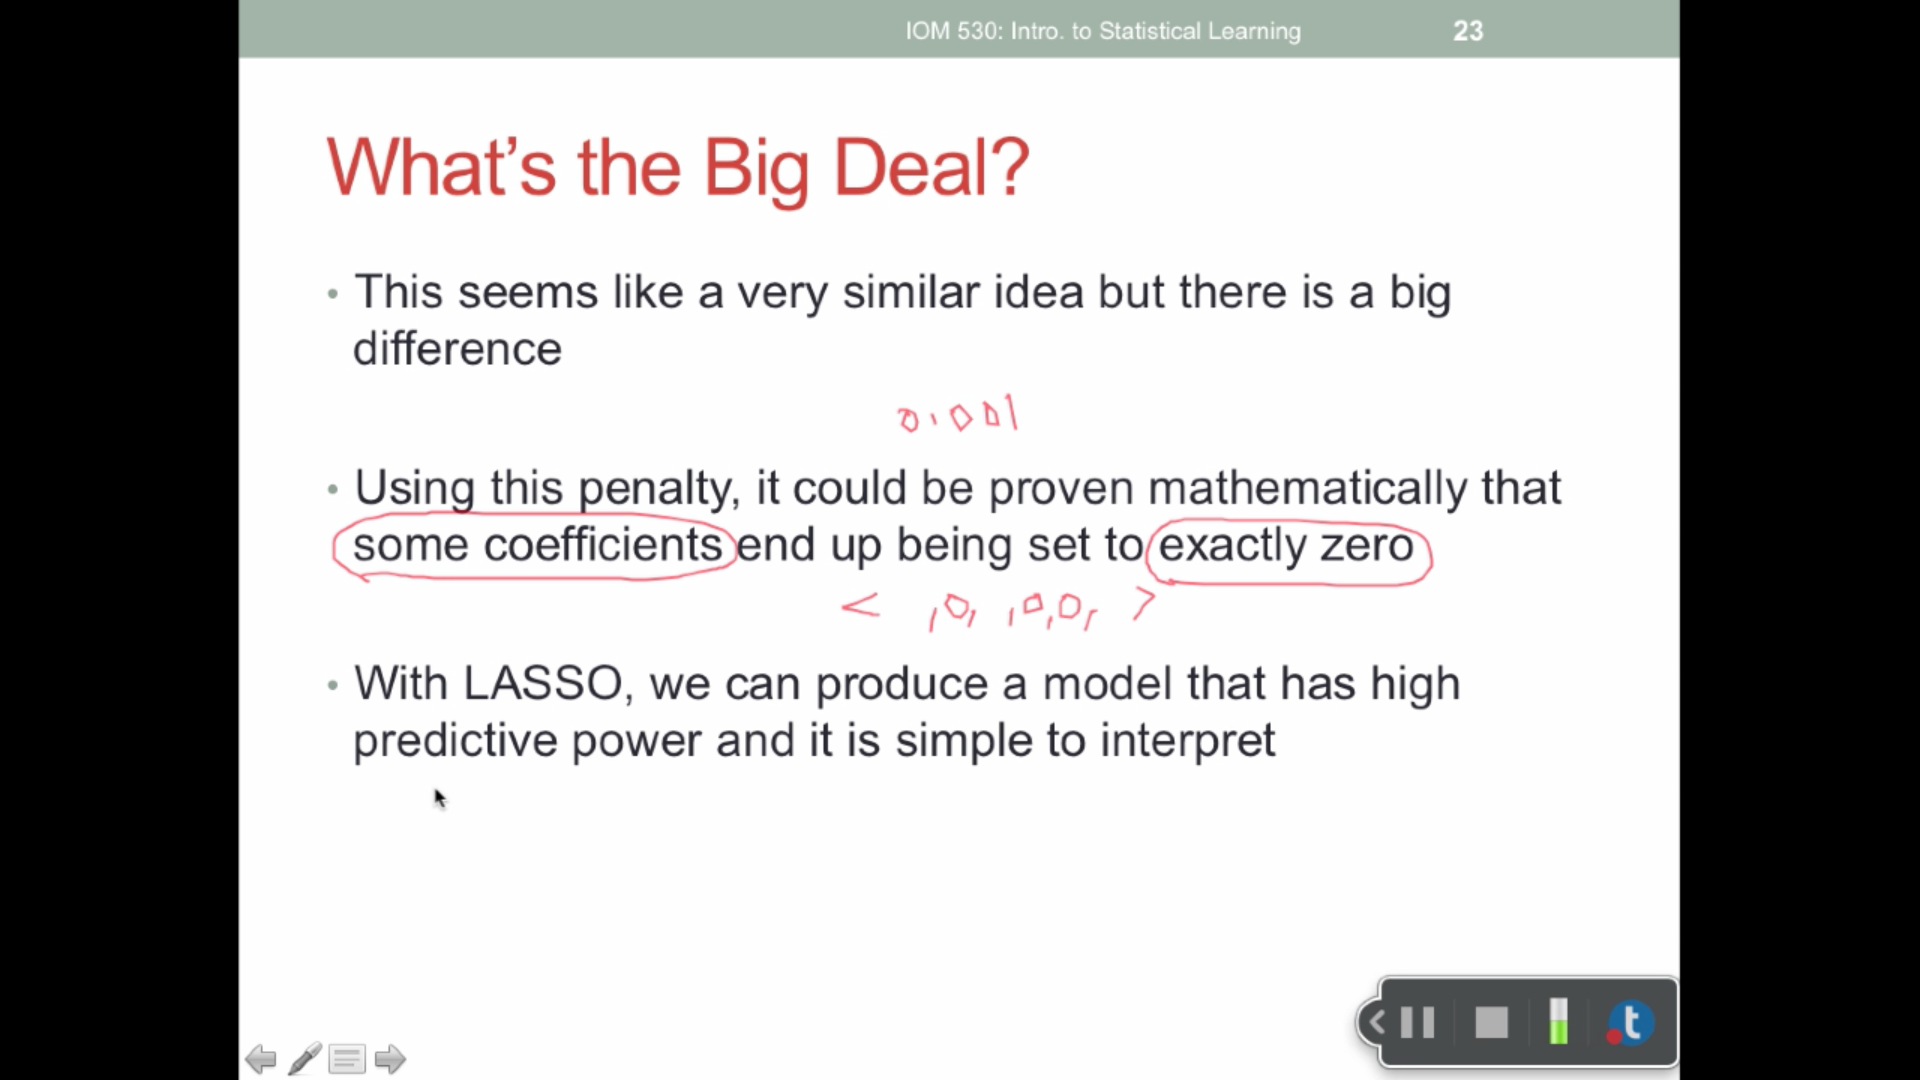 IOM 530: Intro. to Statistical Learning 23
What's the Big Deal?
• This seems like a very similar idea but there is a big
difference
0.001
• Using this penalty, it could be proven mathematically that
some coefficients end up being set to exactly zero
< ,0, ,0,0, >
• With LASSO, we can produce a model that has high
predictive power and it is simple to interpret
t